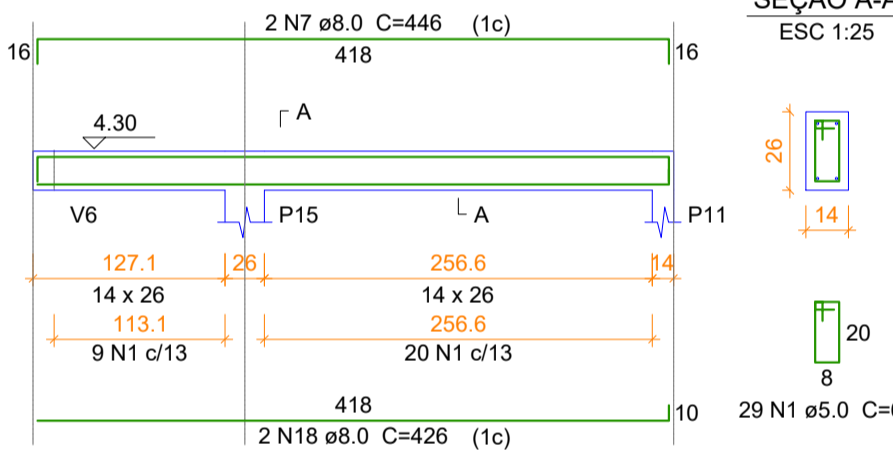 2 N7 ø8.0 C=446 (1c)
16
418
16
SEÇÃO A-A
ESC 1:25
A
4.30
26
V6
P15
A
P11
14
127.1
26
256.6
14
14 x 26
14 x 26
113.1
256.6
9 N1 c/13
20 N1 c/13
20
8
418
10
29 N1 ø5.0
2 N18 ø8.0 C=426 (1c)